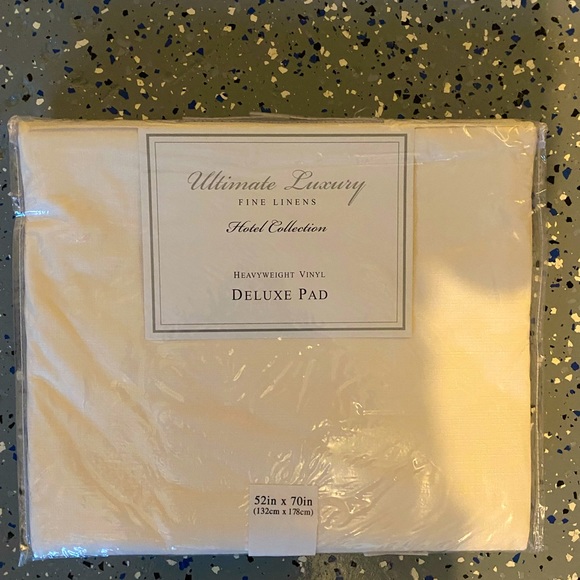 Ultimate Luxury
FINE LINENS
Hotel Collection
HEAVYWEIGHT VINYL
DELUXE PAD
52in x 70in
(132cm x 178cm)